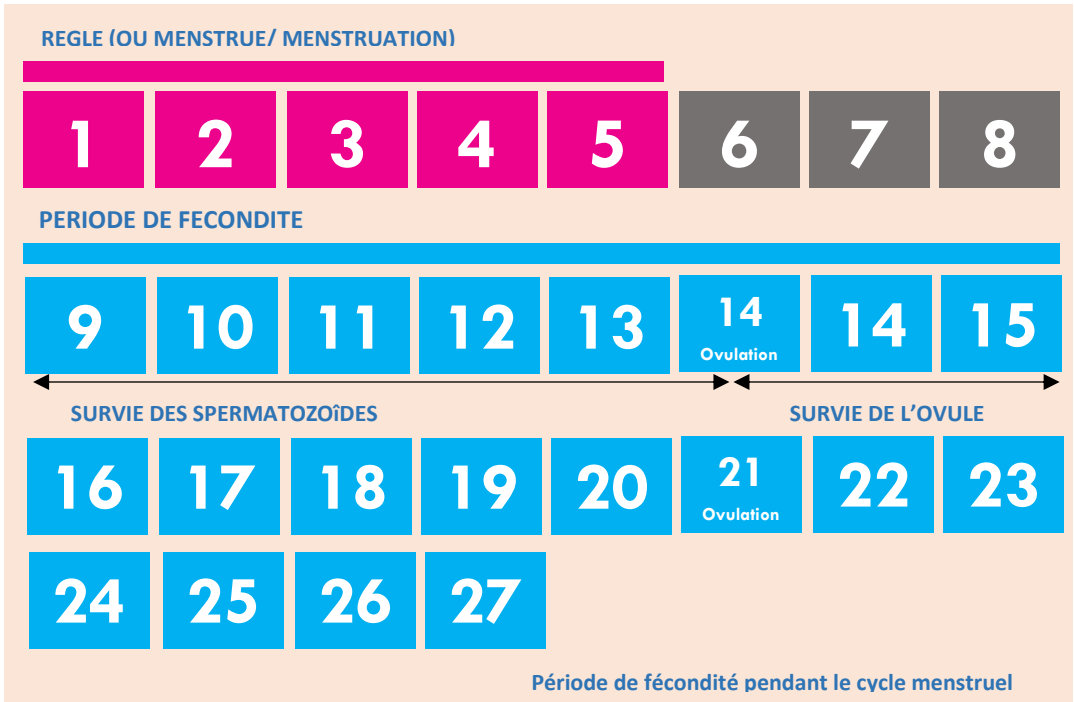 REGLE (OU MENSTRUE/ MENSTRUATION)
1 2 3 4 5 6 7 8
PERIODE DE FECONDITE
9 10 11 12 13 14 14 15
Ovulation
SURVIE DES SPERMATOZOîDES SURVIE DE L’OVULE
16 17 18 19 20 21 22 23
Ovulation
24 25 26 27
Période de fécondité pendant le cycle menstruel